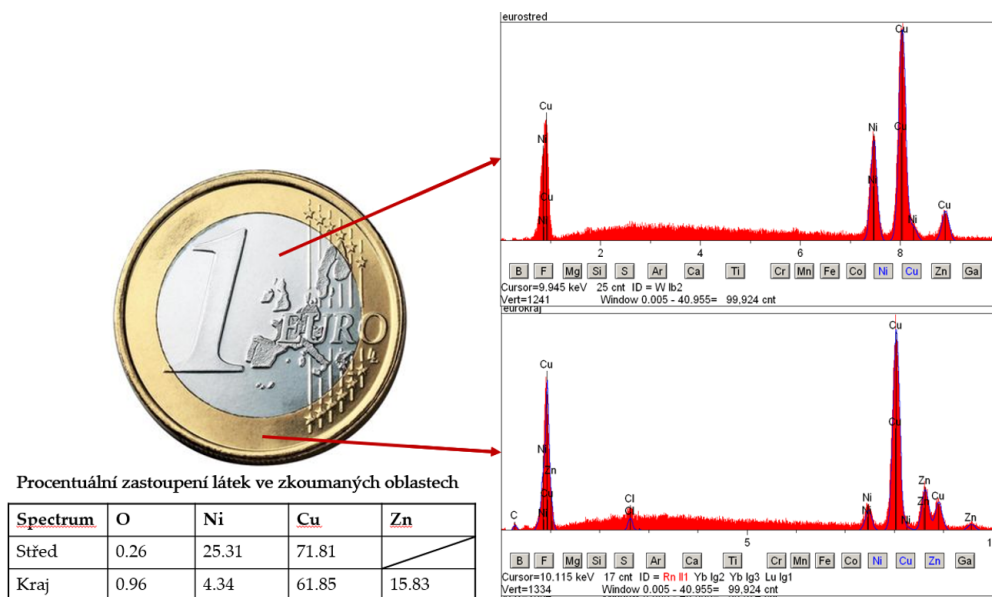 eurostred
Cu
Cu
Ni
Ni
Cu
Cu
Ni
Cu
Ni
Ni
Cu
2 4 6 8
B F Mg Si S Ar Ca Ti Cr Mn Fe Co Ni Cu Zn Ga
Cursor=9.945 keV 25 cnt ID = W lb2
Vert=1241 Window 0.005 - 40.955= 99,924 cnt
eurokraj
Cu
Cu
Ni
Zn
Cu
Ni
C
Cl
Cl
Cu
Ni
Zn
Zn
Cu
Ni
Zn
5 1
B F Mg Si S Ar Ca Ti Cr Mn Fe Co Ni Cu Zn Ga
Cursor=10.115 keV 17 cnt ID = Rn ll1 Yb lg2 Yb lg3 Lu lg1
Vert=1334 Window 0.005 - 40.955= 99,924 cnt
1
EURO
Procentuální zastoupení látek ve zkoumaných oblastech
Spectrum O Ni Cu Zn
Střed 0.26 25.31 71.81
Kraj 0.96 4.34 61.85 15.83